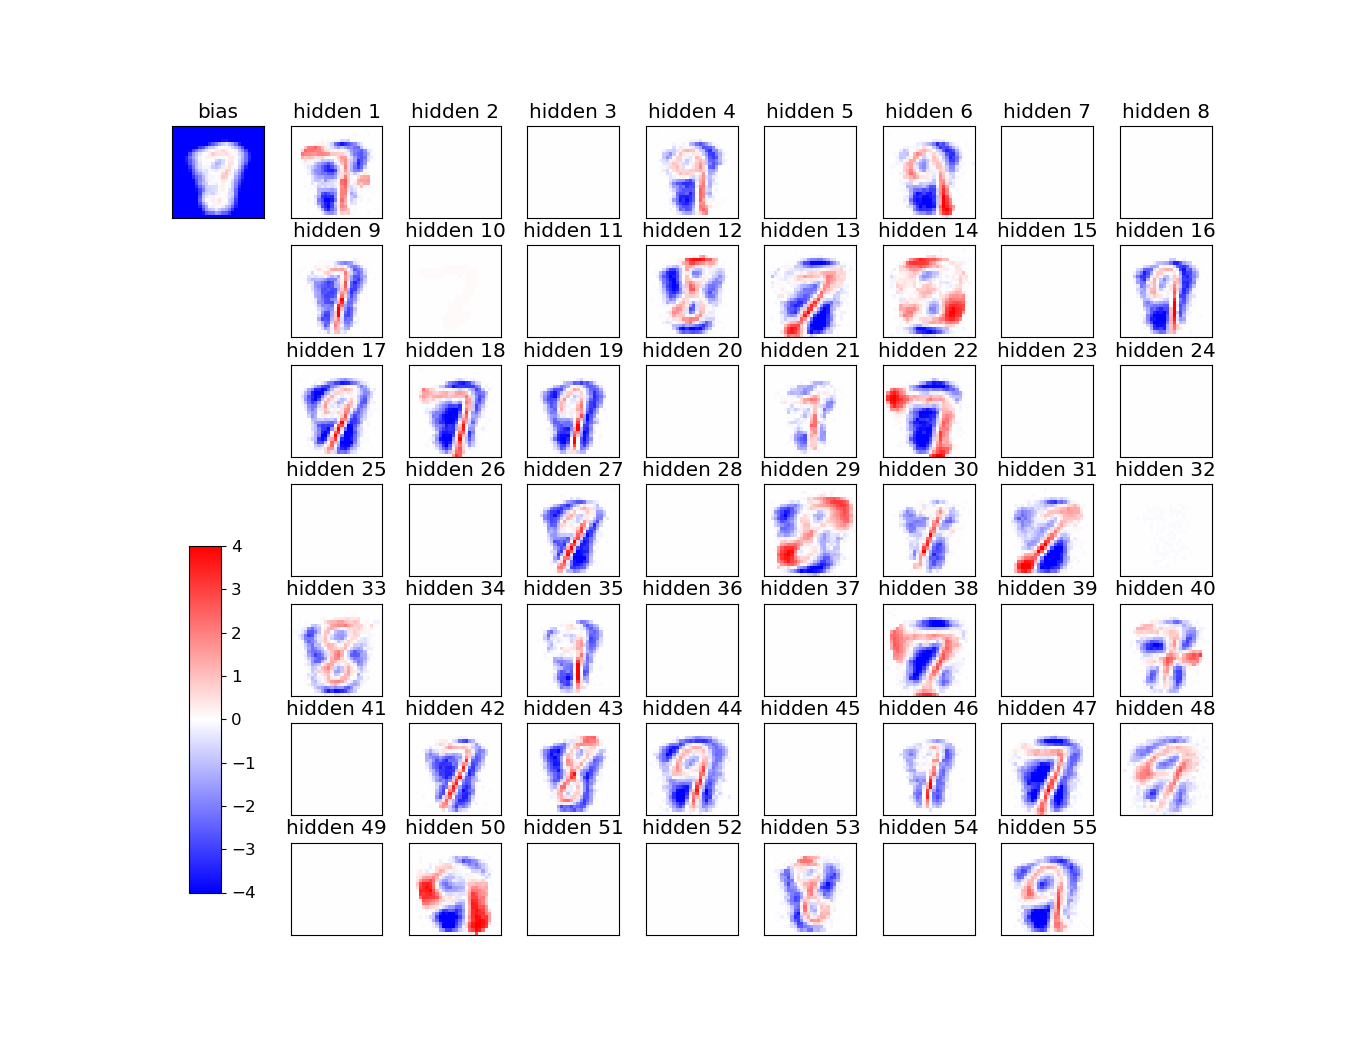 bias hidden 1 hidden 2 hidden 3 hidden 4 hidden 5 hidden 6 hidden 7 hidden 8
hidden 9 hidden 10 hidden 11 hidden 12 hidden 13 hidden 14 hidden 15 hidden 16
hidden 17 hidden 18 hidden 19 hidden 20 hidden 21 hidden 22 hidden 23 hidden 24
hidden 25 hidden 26 hidden 27 hidden 28 hidden 29 hidden 30 hidden 31 hidden 32
4
hidden 33 hidden 34 hidden 35 hidden 36 hidden 37 hidden 38 hidden 39 hidden 40
3
2
1
hidden 41 hidden 42 hidden 43 hidden 44 hidden 45 hidden 46 hidden 47 hidden 48
0
−1
−2
hidden 49 hidden 50 hidden 51 hidden 52 hidden 53 hidden 54 hidden 55
−3
−4